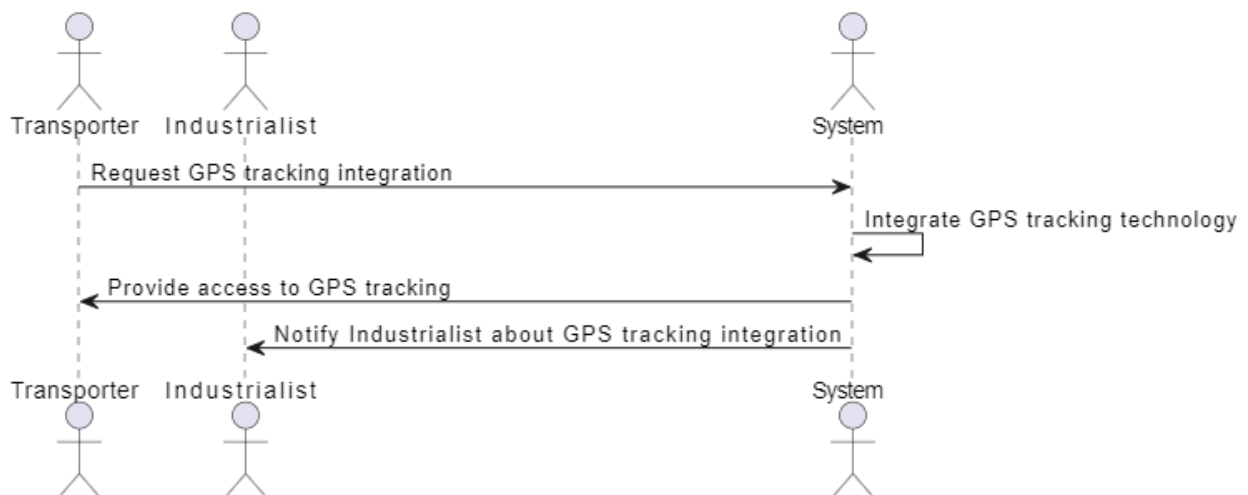 Transporter Industrialist System
Request GPS tracking integration
Integrate GPS tracking technology
Provide access to GPS tracking
Notify Industrialist about GPS tracking integration
Transporter Industrialist System